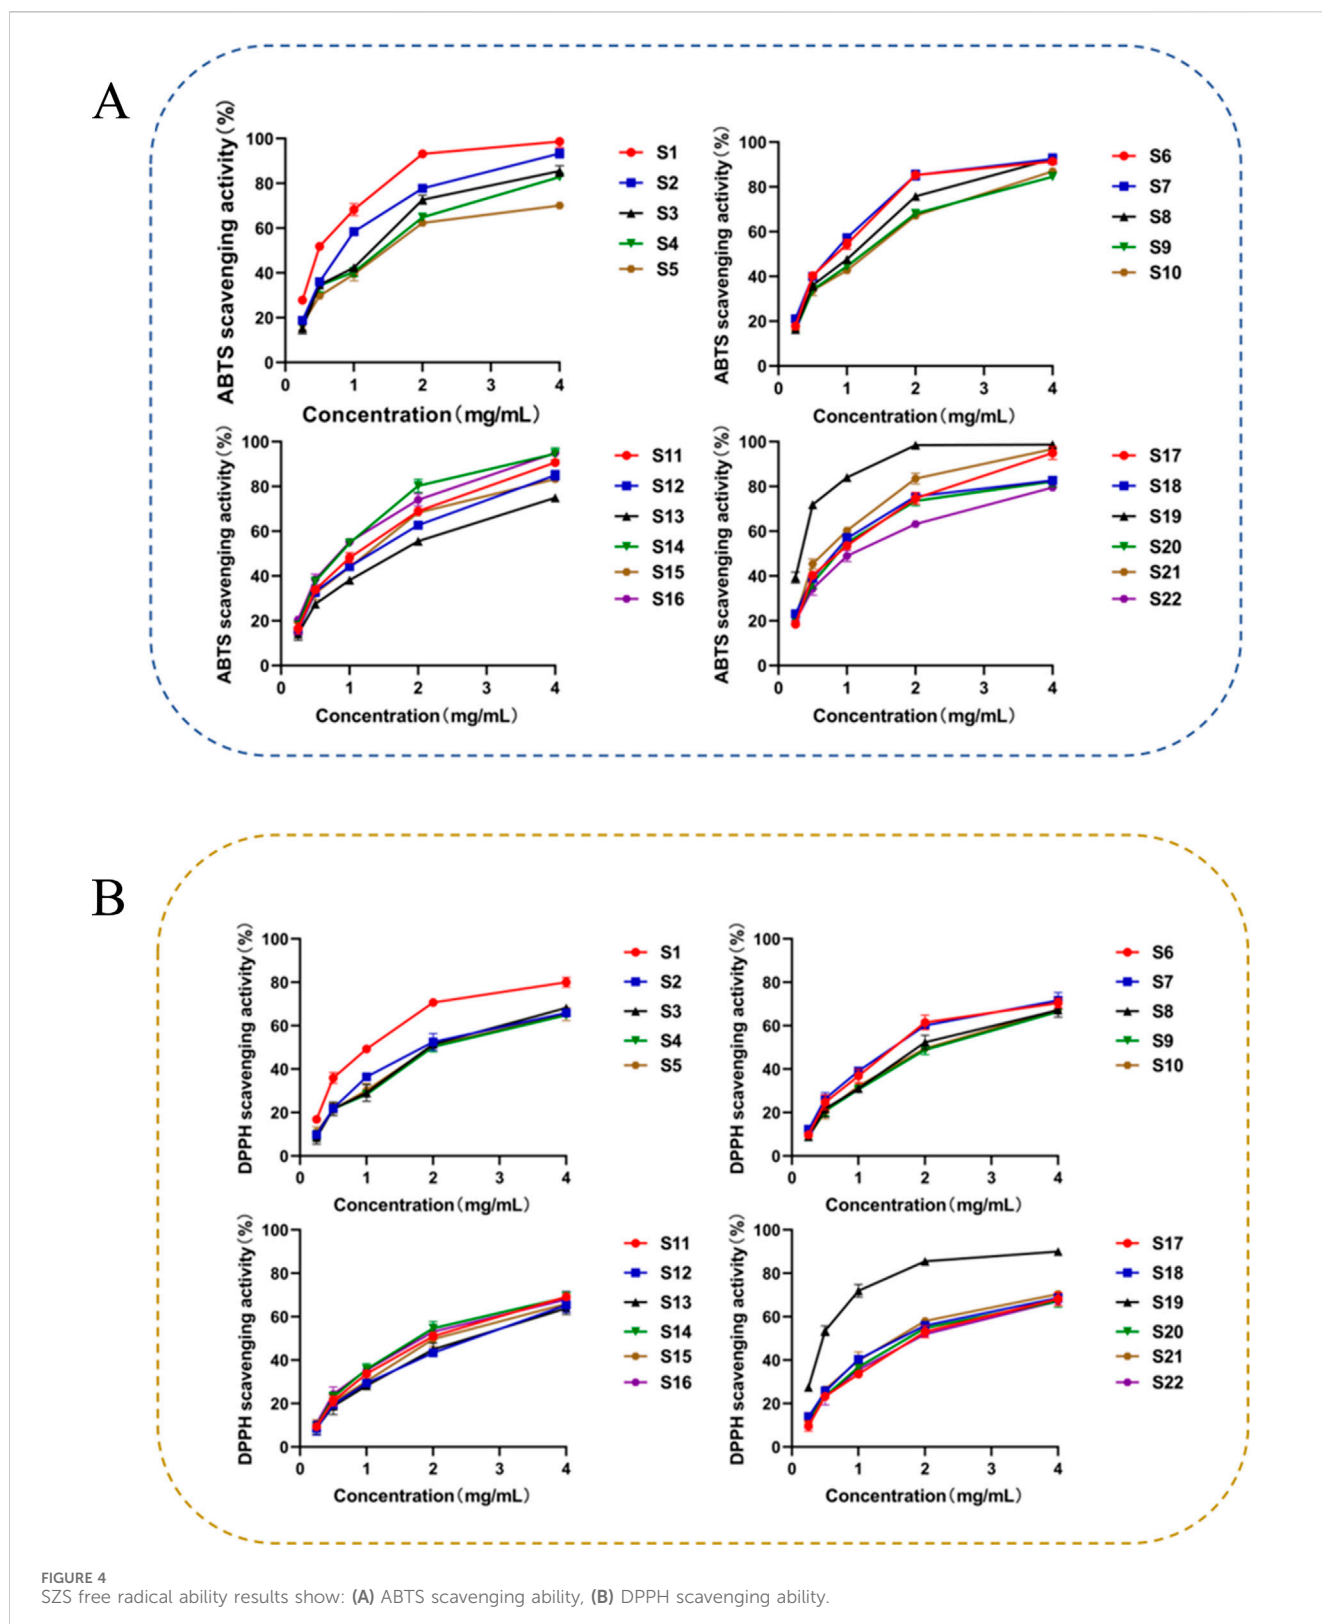 A
ABTS scavenging activity(%)
100
80
60
40
20
0
0 1 2 3 4
Concentration(mg/mL)
S1
S2
S3
S4
S5
ABTS scavenging activity(%)
100
80
60
40
20
0
0 1 2 3 4
Concentration(mg/mL)
S6
S7
S8
S9
S10
ABTS scavenging activity(%)
100
80
60
40
20
0
0 1 2 3 4
Concentration(mg/mL)
S11
S12
S13
S14
S15
S16
ABTS scavenging activity(%)
100
80
60
40
20
0
0 1 2 3 4
Concentration(mg/mL)
S17
S18
S19
S20
S21
S22
B
DPPH scavenging activity(%)
100
80
60
40
20
0
0 1 2 3 4
Concentration(mg/mL)
S1
S2
S3
S4
S5
DPPH scavenging activity(%)
100
80
60
40
20
0
0 1 2 3 4
Concentration(mg/mL)
S6
S7
S8
S9
S10
DPPH scavenging activity(%)
100
80
60
40
20
0
0 1 2 3 4
Concentration(mg/mL)
S11
S12
S13
S14
S15
S16
DPPH scavenging activity(%)
100
80
60
40
20
0
0 1 2 3 4
Concentration(mg/mL)
S17
S18
S19
S20
S21
S22
FIGURE 4
SZS free radical ability results show: (A) ABTS scavenging ability, (B) DPPH scavenging ability.